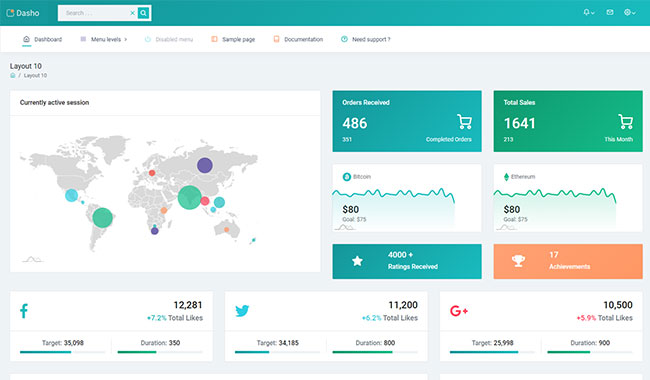 Dasho
Search ...
Dashboard
Menu levels
Disabled menu
Sample page
Documentation
Need support ?
Layout 10
/ Layout 10
Currently active session
Orders Received
486
351
Completed Orders
Total Sales
1641
213
This Month
Bitcoin
$80
Goal: $75
Ethereum
$80
Goal: $75
4000 +
Ratings Received
17
Achievements
12,281
+7.2% Total Likes
Target: 35,098
Duration: 350
11,200
+6.2% Total Likes
Target: 34,185
Duration: 800
10,500
+5.9% Total Likes
Target: 25,998
Duration: 900